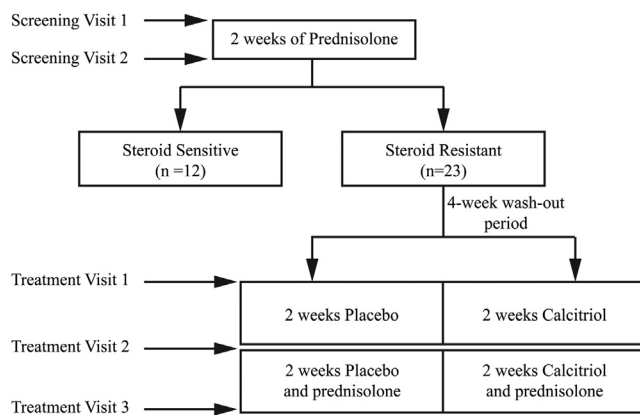 Screening Visit 1
2 weeks of Prednisolone
Screening Visit 2
Steroid Sensitive
(n =12)
Steroid Resistant
(n=23)
4-week wash-out
period
Treatment Visit 1
2 weeks Placebo
2 weeks Calcitriol
Treatment Visit 2
2 weeks Placebo
and prednisolone
2 weeks Calcitriol
and prednisolone
Treatment Visit 3